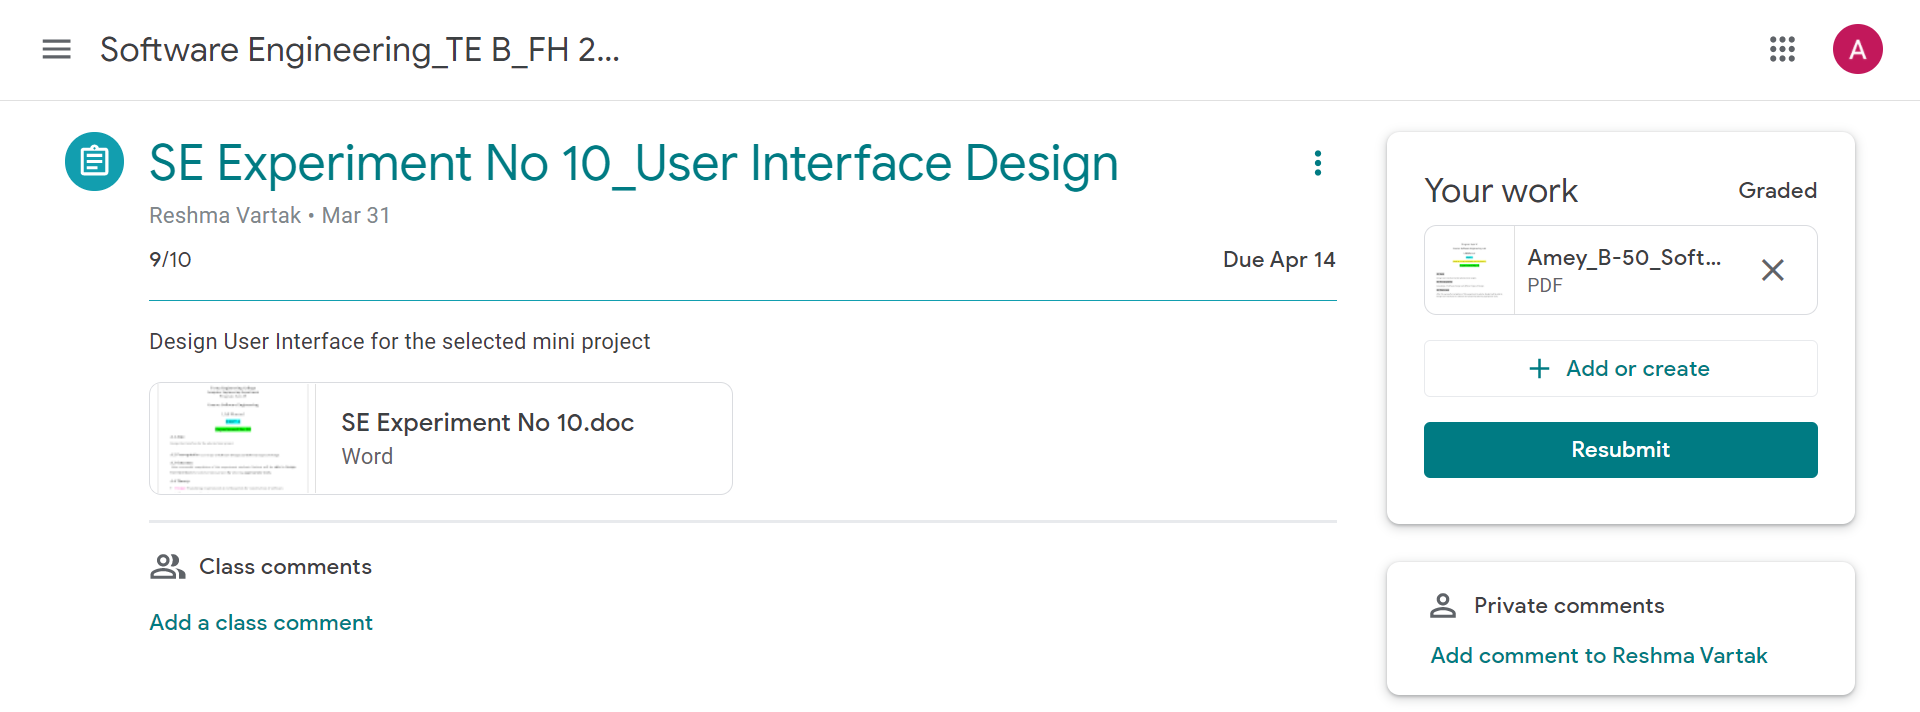 Software Engineering_TE B_FH 2...
A
SE Experiment No 10_User Interface Design
Reshma Vartak • Mar 31
9/10
Due Apr 14
Design User Interface for the selected mini project
SE Experiment No 10.doc
Word
Class comments
Add a class comment
Your work
Graded
Amey_B-50_Soft...
PDF
+ Add or create
Resubmit
Private comments
Add comment to Reshma Vartak